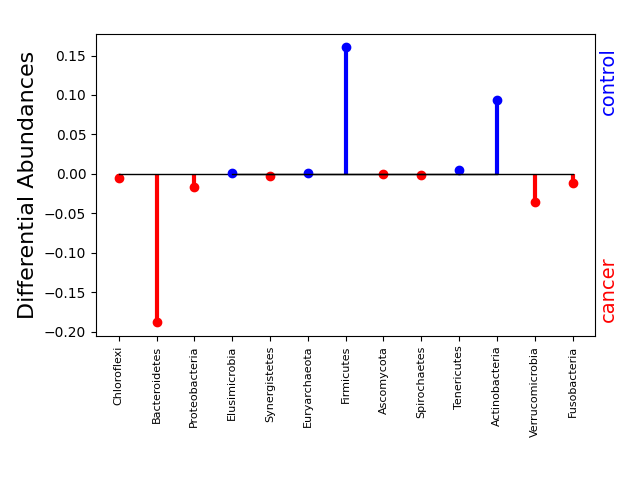 Differential Abundances
0.15
0.10
0.05
0.00
−0.05
−0.10
−0.15
−0.20
control
cancer
Chloroflexi
Bacteroidetes
Proteobacteria
Elusimicrobia
Synergistetes
Euryarchaeota
Firmicutes
Ascomycota
Spirochaetes
Tenericutes
Actinobacteria
Verrucomicrobia
Fusobacteria